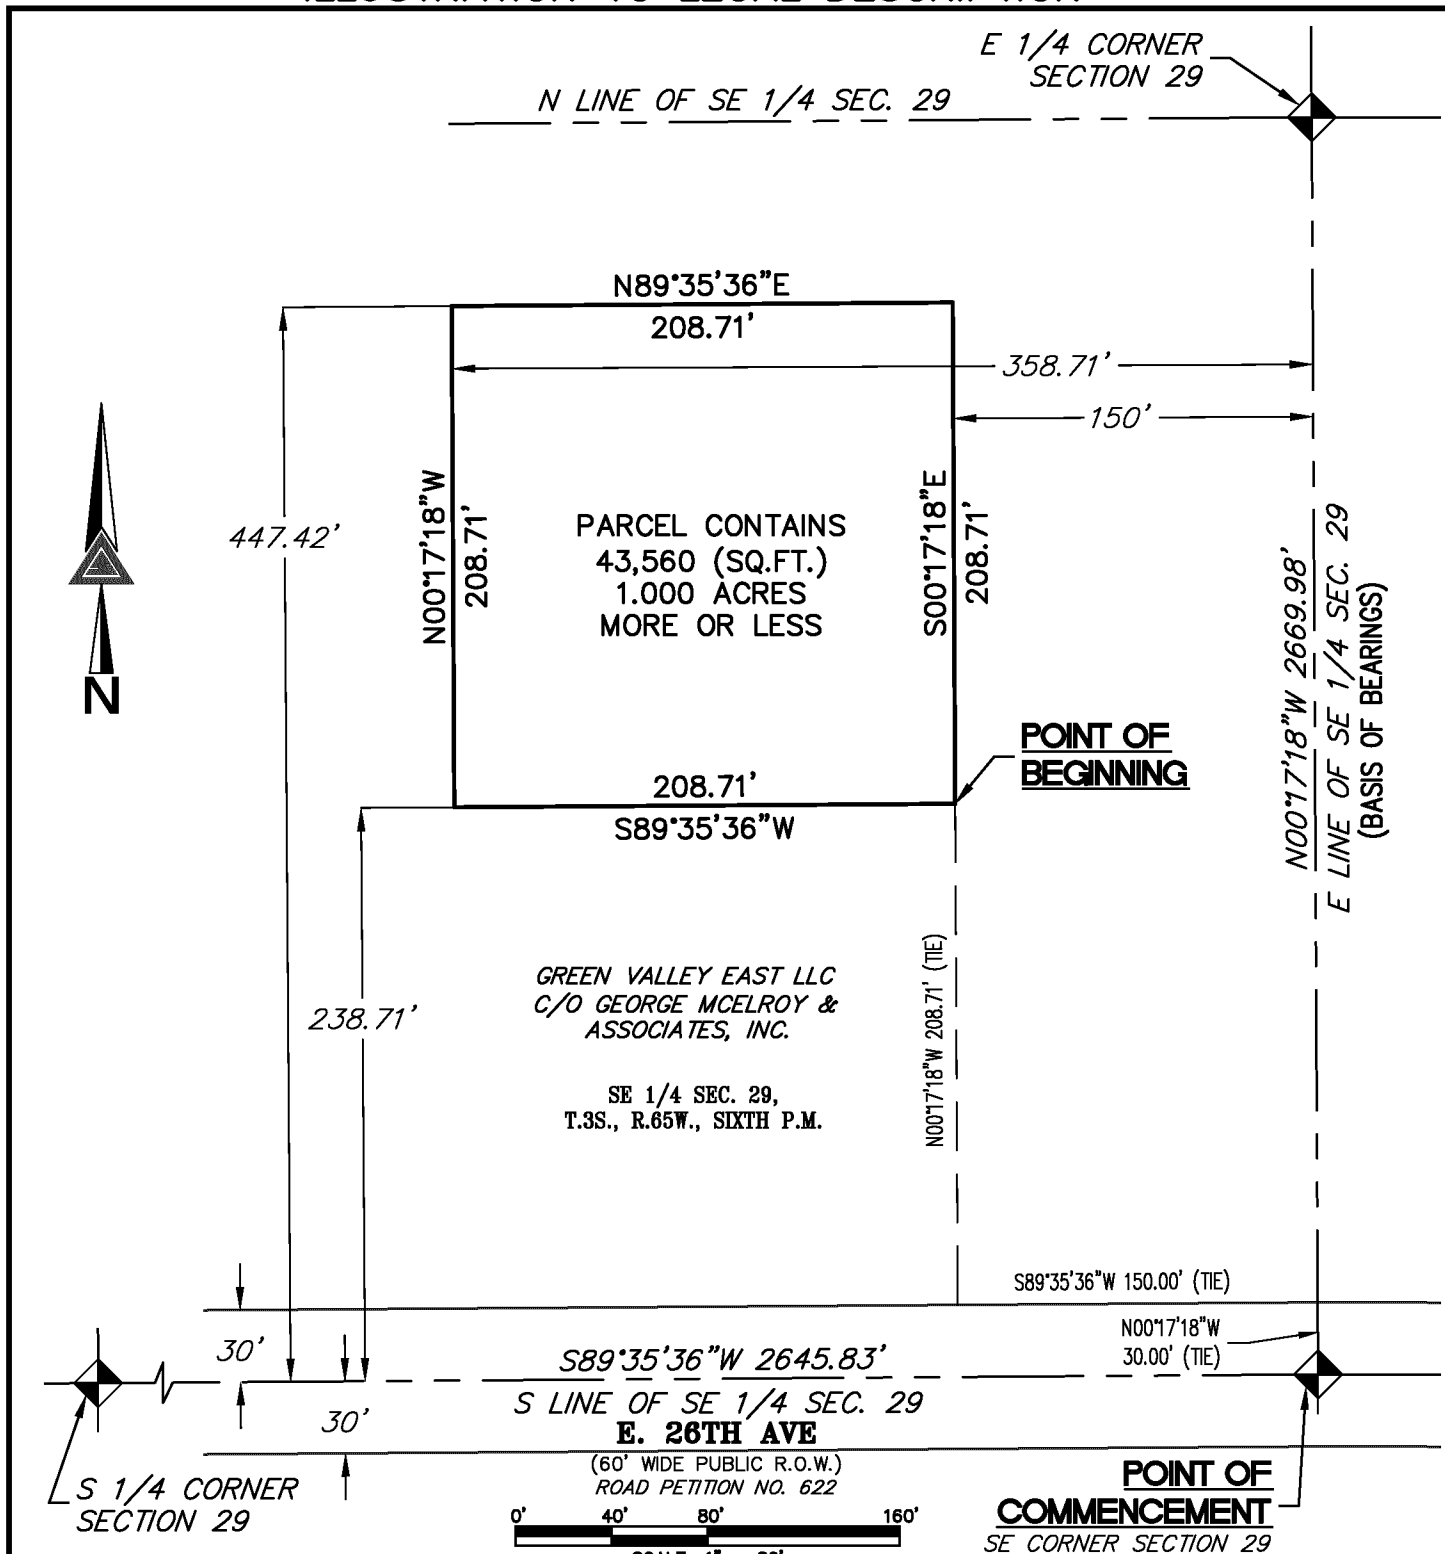 ILLUSTRATION TO LEGAL DESCRIPTION
E 1/4 CORNER
SECTION 29
N LINE OF SE 1/4 SEC. 29
N89°35'36"E
208.71'
358.71'
150'
447.42'
N00°17'18"W
208.71'
PARCEL CONTAINS
43,560 (SQ.FT.)
1.000 ACRES
MORE OR LESS
S00°17'18"E
208.71'
N00°17'18"W 2669.98'
E LINE OF SE 1/4 SEC. 29
(BASIS OF BEARINGS)
N
POINT OF
BEGINNING
208.71'
S89°35'36"W
238.71'
GREEN VALLEY EAST LLC
C/O GEORGE MCELROY &
ASSOCIATES, INC.
SE 1/4 SEC. 29,
T.3S., R.65W., SIXTH P.M.
N00°17'18"W 208.71' (TIE)
S89°35'36"W 150.00' (TIE)
N00°17'18"W
30.00' (TIE)
30'
S89°35'36"W 2645.83'
S LINE OF SE 1/4 SEC. 29
30'
E. 26TH AVE
(60' WIDE PUBLIC R.O.W.)
ROAD PETITION NO. 622
S 1/4 CORNER
SECTION 29
POINT OF
COMMENCEMENT
SE CORNER SECTION 29
0' 40' 80' 160'